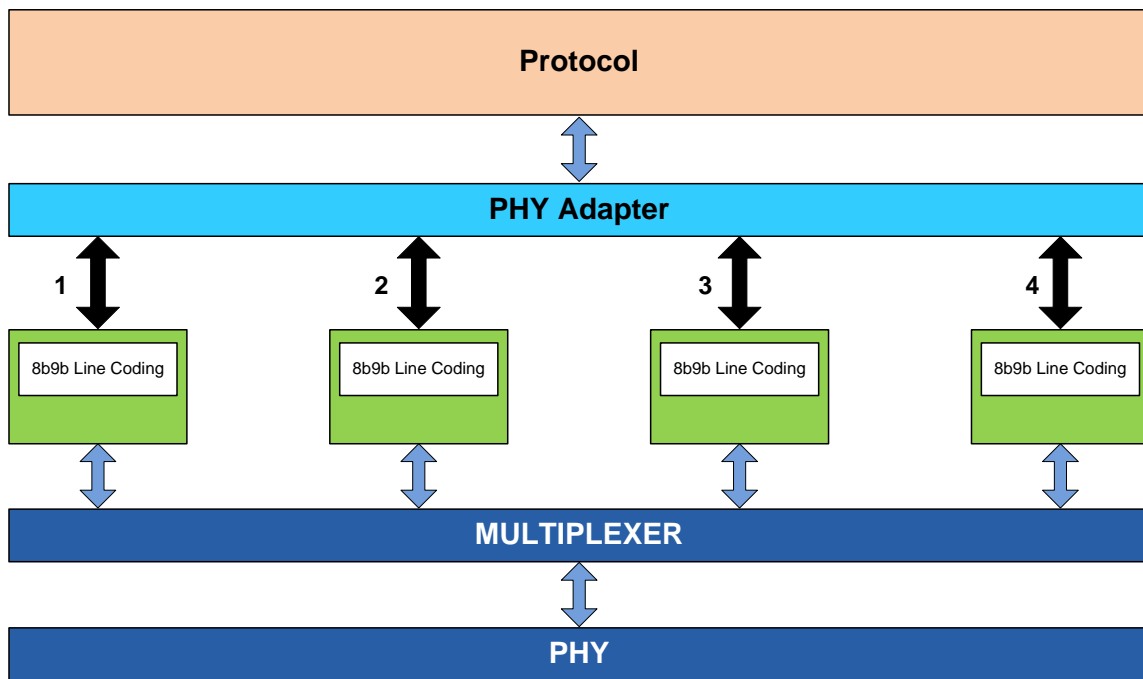 Protocol
PHY Adapter
1
2
3
4
8b9b Line Coding
8b9b Line Coding
8b9b Line Coding
8b9b Line Coding
MULTIPLEXER
PHY